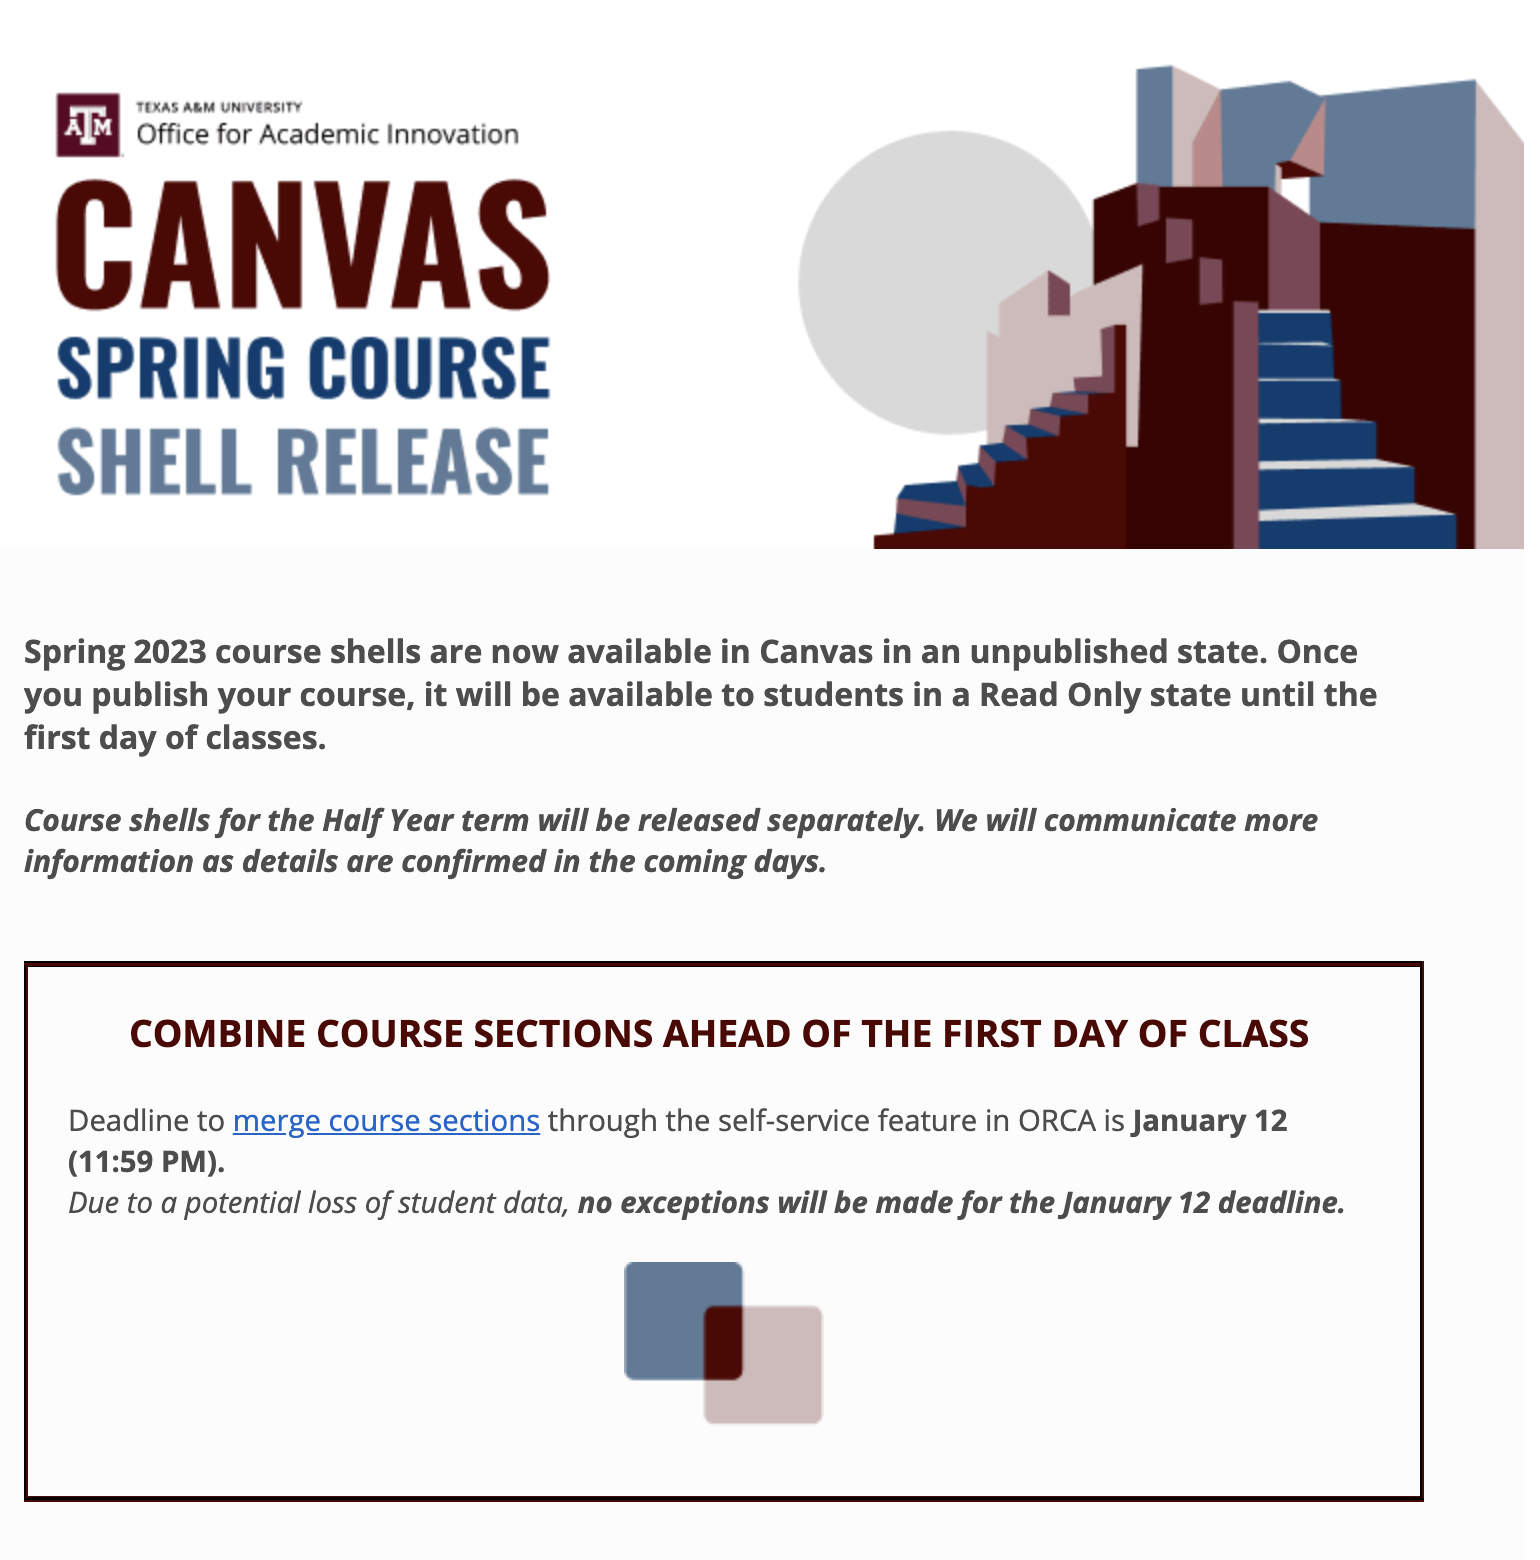 TEXAS A&M UNIVERSITY
Office for Academic Innovation
CANVAS
SPRING COURSE
SHELL RELEASE
Spring 2023 course shells are now available in Canvas in an unpublished state. Once
you publish your course, it will be available to students in a Read Only state until the
first day of classes.
Course shells for the Half Year term will be released separately. We will communicate more
information as details are confirmed in the coming days.
COMBINE COURSE SECTIONS AHEAD OF THE FIRST DAY OF CLASS
Deadline to merge course sections through the self-service feature in ORCA is January 12
(11:59 PM).
Due to a potential loss of student data, no exceptions will be made for the January 12 deadline.